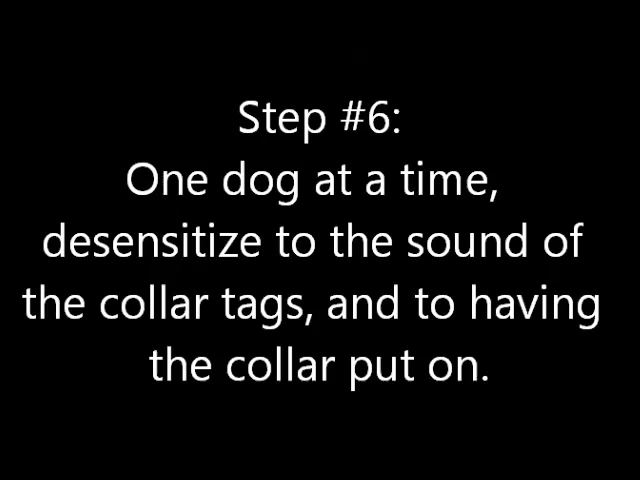 Step #6:
One dog at a time,
desensitize to the sound of
the collar tags, and to having
the collar put on.